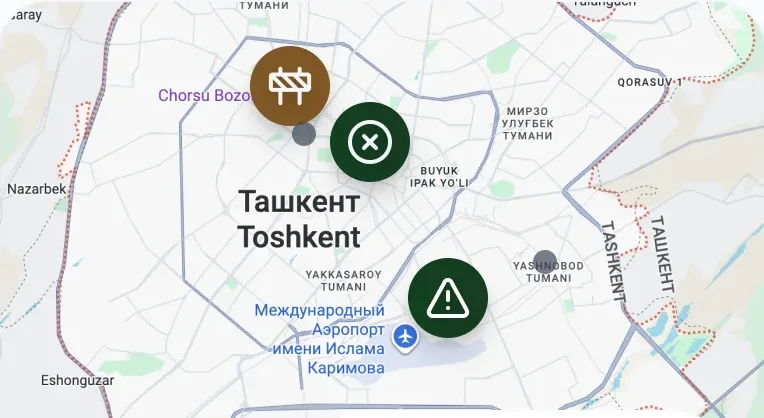 ТУМАНИ
QORASUV 1
Chorsu Bozo
МИРЗО
УЛУҒБЕК
ТУМАНИ
BUYUK
IPAK YO'LI
Nazarbek
Ташкент
Toshkent
TASHKENT
ТАШКЕНТ
YAKKASAROY
TUMANI
YASHNOBOD
TUMANI
Международный
Аэропорт
имени Ислама
Каримова
Eshonguzar